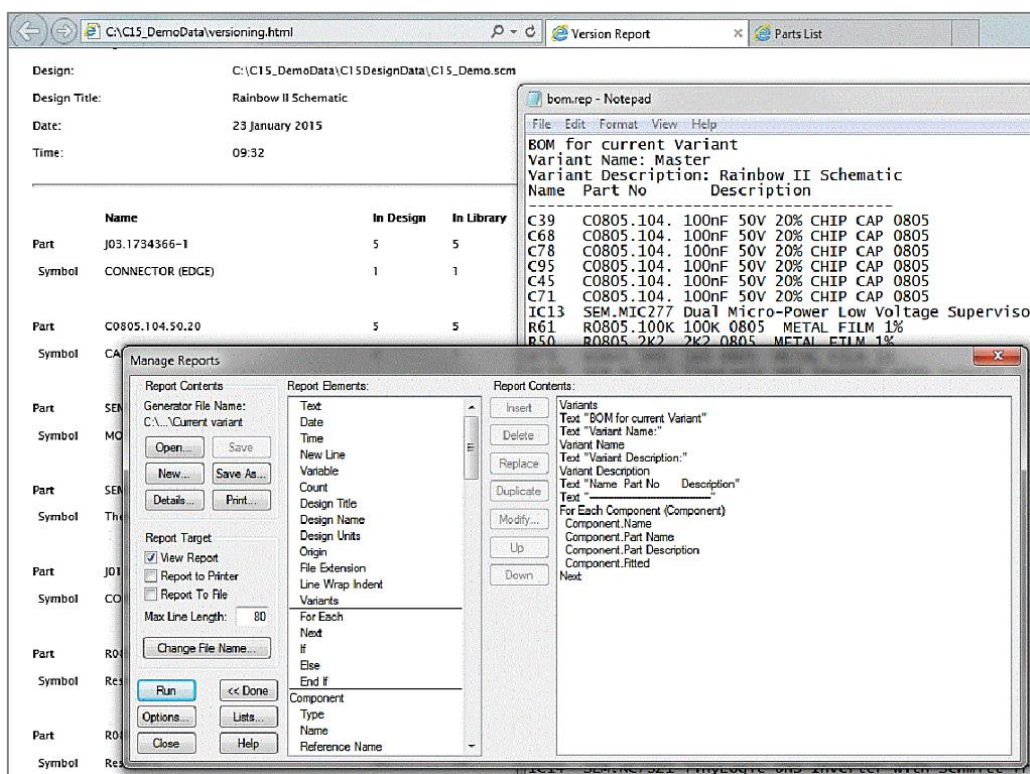 C:\C15_DemoData\versioning.html
Version Report
Parts List
Design: C:\C15_DemoData\C15DesignData\C15_Demo.scm
Design Title: Rainbow II Schematic
Date: 23 January 2015
Time: 09:32
Name In Design In Library
Part J03.1734366-1 5 5
Symbol CONNECTOR (EDGE) 1 1
Part C0805.104.50.20 5 5
Symbol
Part
Symbol
Part
Symbol
Part
Symbol
Part
Symbol
Part
Symbol
bom.rep - Notepad
File Edit Format View Help
BOM for current Variant
Variant Name: Master
Variant Description: Rainbow II Schematic
Name Part No Description
----------------------------------------
C39 C0805.104. 100nF 50V 20% CHIP CAP 0805
C68 C0805.104. 100nF 50V 20% CHIP CAP 0805
C78 C0805.104. 100nF 50V 20% CHIP CAP 0805
C95 C0805.104. 100nF 50V 20% CHIP CAP 0805
C45 C0805.104. 100nF 50V 20% CHIP CAP 0805
C71 C0805.104. 100nF 50V 20% CHIP CAP 0805
IC13 SEM.MIC277 Dual Micro-Power Low Voltage Superviso
R61 R0805.100K 100K 0805 METAL FILM 1%
R50 R0805.2K2 2K2 0805 METAL FILM 1%
Manage Reports
Report Contents
Generator File Name:
C:\...\Current variant
Open... Save
New... Save As...
Details... Print...
Report Target
View Report
Report to Printer
Report To File
Max Line Length: 80
Change File Name...
Run << Done
Options... Lists...
Close Help
Report Elements:
Text
Date
Time
New Line
Variable
Count
Design Title
Design Name
Design Units
Origin
File Extension
Line Wrap Indent
Variants
For Each
Next
If
Else
End If
Component
Type
Name
Reference Name
Insert
Delete
Replace
Duplicate
Modify...
Up
Down
Report Contents:
Variants
Text "BOM for current Variant"
Text "Variant Name:"
Variant Name
Text "Variant Description:"
Variant Description
Text "Name Part No Description"
Text "----------------------------------------"
For Each Component (Component)
Component.Name
Component.Part Name
Component.Part Description
Component.Fitted
Next